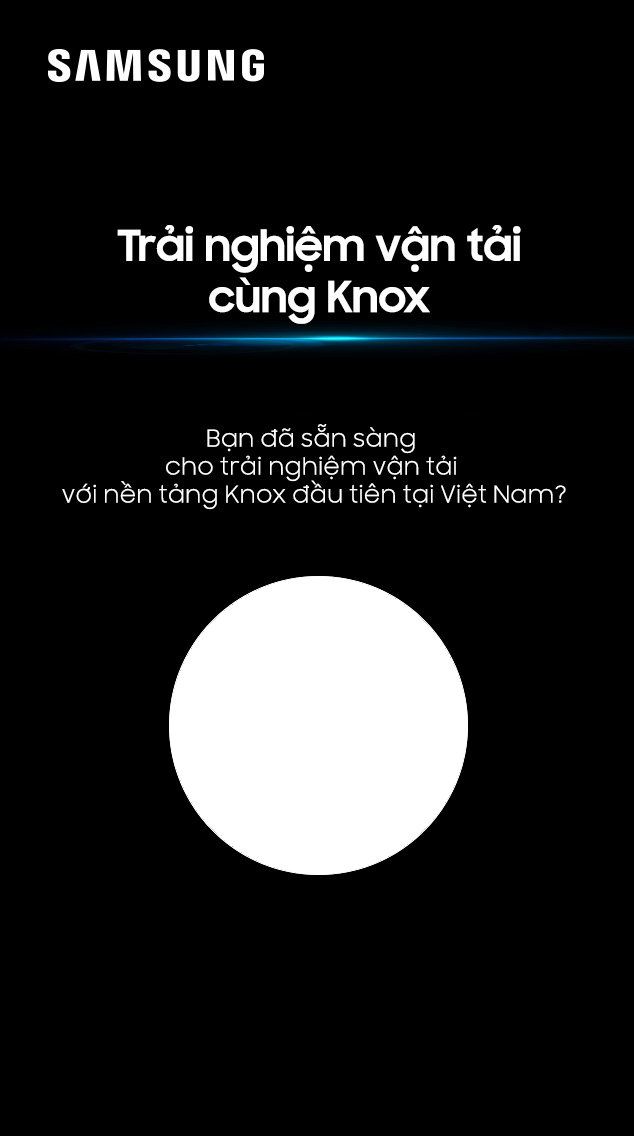 SAMSUNG
Trải nghiệm vận tải
cùng Knox
Bạn đã sẵn sàng
cho trải nghiệm vận tải
với nền tảng Knox đầu tiên tại Việt Nam?